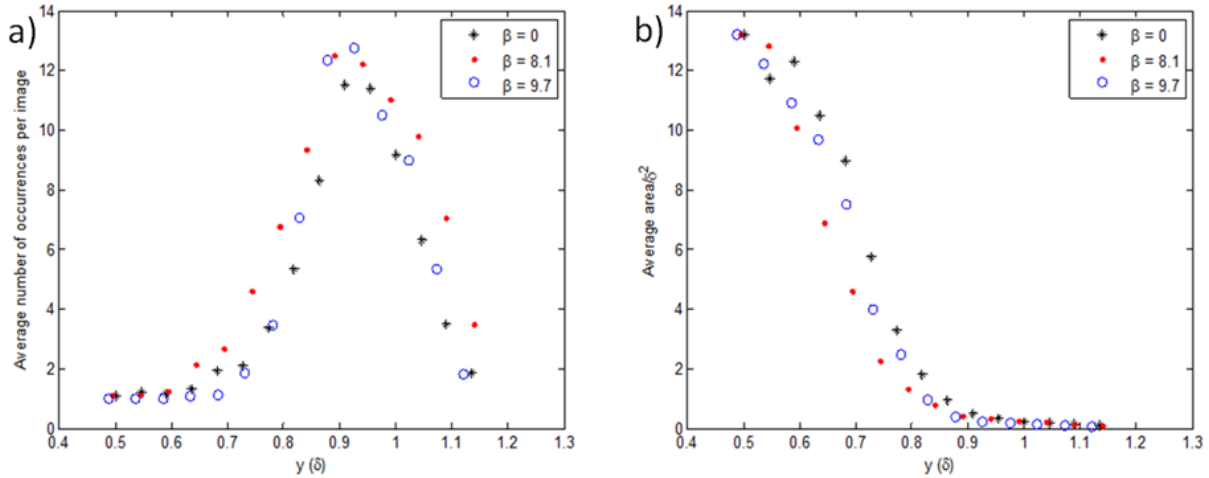 a)
Average number of occurrences per image
14
12
10
8
6
4
2
0
0.4 0.5 0.6 0.7 0.8 0.9 1 1.1 1.2 1.3
y (δ)
β = 0
β = 8.1
β = 9.7
b)
Average area/δ²
14
12
10
8
6
4
2
0
0.4 0.5 0.6 0.7 0.8 0.9 1 1.1 1.2 1.3
y (δ)
β = 0
β = 8.1
β = 9.7